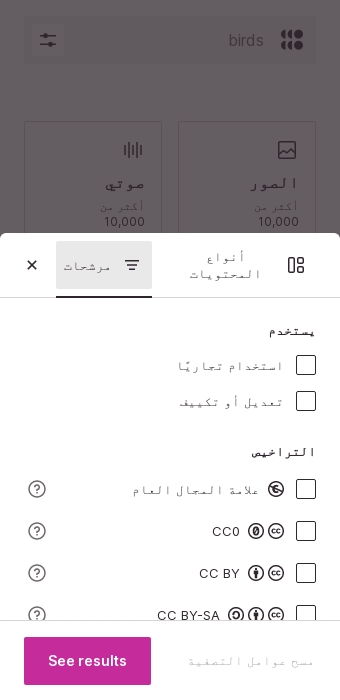 birds
الصور
أكثر من
10,000
صوتي
أكثر من
10,000
أنواع
المحتويات
مرشحات
يستخدم
استخدام تجاريًا
تعديل أو تكييف
التراخيص
علامة المجال العام
CC0
CC BY
CC BY-SA
مسح عوامل التصفية
See results